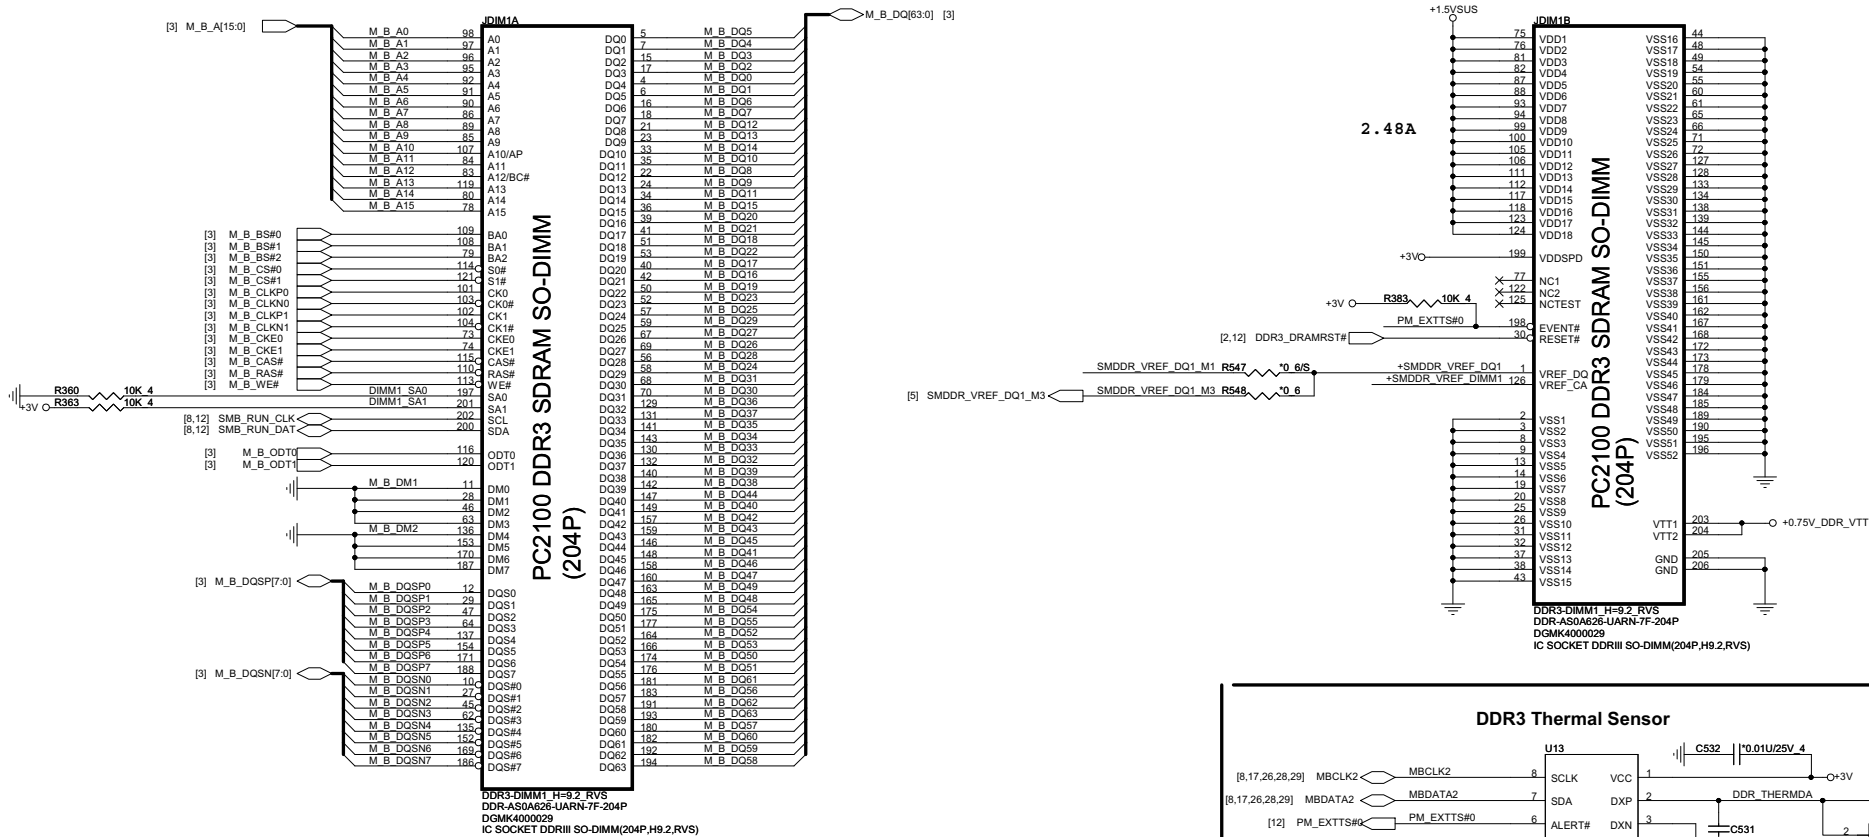 JDIM1A
[3] M_B_A[15:0]
M_B_DQ[63:0] [3]
M_B_A0 98 A0 DQ0 5 M_B_DQ5
M_B_A1 97 A1 DQ1 7 M_B_DQ4
M_B_A2 96 A2 DQ2 15 M_B_DQ3
M_B_A3 95 A3 DQ3 17 M_B_DQ2
M_B_A4 92 A4 DQ4 4 M_B_DQ0
M_B_A5 91 A5 DQ5 6 M_B_DQ1
M_B_A6 90 A6 DQ6 16 M_B_DQ6
M_B_A7 86 A7 DQ7 18 M_B_DQ7
M_B_A8 89 A8 DQ8 21 M_B_DQ12
M_B_A9 85 A9 DQ9 23 M_B_DQ13
M_B_A10 107 A10/AP DQ10 33 M_B_DQ14
M_B_A11 84 A11 DQ11 35 M_B_DQ10
M_B_A12 83 A12/BC# DQ12 22 M_B_DQ8
M_B_A13 119 A13 DQ13 24 M_B_DQ9
M_B_A14 80 A14 DQ14 34 M_B_DQ11
M_B_A15 78 A15 DQ15 36 M_B_DQ15
DQ16 39 M_B_DQ20
[3] M_B_BS#0 109 BA0 DQ17 41 M_B_DQ21
[3] M_B_BS#1 108 BA1 DQ18 51 M_B_DQ18
[3] M_B_BS#2 79 BA2 DQ19 53 M_B_DQ22
[3] M_B_CS#0 114 S0# DQ20 40 M_B_DQ17
[3] M_B_CS#1 121 S1# DQ21 42 M_B_DQ16
[3] M_B_CLKP0 101 CK0 DQ22 50 M_B_DQ19
[3] M_B_CLKN0 103 CK0# DQ23 52 M_B_DQ23
[3] M_B_CLKP1 102 CK1 DQ24 57 M_B_DQ25
[3] M_B_CLKN1 104 CK1# DQ25 59 M_B_DQ29
[3] M_B_CKE0 73 CKE0 DQ26 67 M_B_DQ27
[3] M_B_CKE1 74 CKE1 DQ27 69 M_B_DQ26
[3] M_B_CAS# 115 CAS# DQ28 56 M_B_DQ28
[3] M_B_RAS# 110 RAS# DQ29 58 M_B_DQ24
[3] M_B_WE# 113 WE# DQ30 68 M_B_DQ31
R360 10K_4 DIMM1_SA0 197 SA0 DQ31 70 M_B_DQ30
+3V R363 10K_4 DIMM1_SA1 201 SA1 DQ32 129 M_B_DQ36
[8,12] SMB_RUN_CLK 202 SCL DQ33 131 M_B_DQ37
[8,12] SMB_RUN_DAT 200 SDA DQ34 141 M_B_DQ35
DQ35 143 M_B_DQ34
[3] M_B_ODT0 116 ODT0 DQ36 130 M_B_DQ33
[3] M_B_ODT1 120 ODT1 DQ37 132 M_B_DQ32
DQ38 140 M_B_DQ39
M_B_DM1 11 DM0 DQ39 142 M_B_DQ38
28 DM1 DQ40 147 M_B_DQ44
46 DM2 DQ41 149 M_B_DQ40
63 DM3 DQ42 157 M_B_DQ42
M_B_DM2 136 DM4 DQ43 159 M_B_DQ43
153 DM5 DQ44 146 M_B_DQ45
170 DM6 DQ45 148 M_B_DQ41
187 DM7 DQ46 158 M_B_DQ46
[3] M_B_DQSP[7:0] DQ47 160 M_B_DQ47
M_B_DQSP0 12 DQS0 DQ48 163 M_B_DQ49
M_B_DQSP1 29 DQS1 DQ49 165 M_B_DQ48
M_B_DQSP2 47 DQS2 DQ50 175 M_B_DQ54
M_B_DQSP3 64 DQS3 DQ51 177 M_B_DQ55
M_B_DQSP4 137 DQS4 DQ52 164 M_B_DQ52
M_B_DQSP5 154 DQS5 DQ53 166 M_B_DQ53
M_B_DQSP6 171 DQS6 DQ54 174 M_B_DQ50
M_B_DQSP7 188 DQS7 DQ55 176 M_B_DQ51
[3] M_B_DQSN[7:0]
M_B_DQSN0 10 DQS#0 DQ56 181 M_B_DQ61
M_B_DQSN1 27 DQS#1 DQ57 183 M_B_DQ56
M_B_DQSN2 45 DQS#2 DQ58 191 M_B_DQ62
M_B_DQSN3 62 DQS#3 DQ59 193 M_B_DQ63
M_B_DQSN4 135 DQS#4 DQ60 180 M_B_DQ57
M_B_DQSN5 152 DQS#5 DQ61 182 M_B_DQ60
M_B_DQSN6 169 DQS#6 DQ62 192 M_B_DQ59
M_B_DQSN7 186 DQS#7 DQ63 194 M_B_DQ58
PC2100 DDR3 SDRAM SO-DIMM
(204P)
DDR3-DIMM1_H=9.2_RVS
DDR-AS0A626-UARN-7F-204P
DGMK4000029
IC SOCKET DDRIII SO-DIMM(204P,H9.2,RVS)
+1.5VSUS
JDIM1B
2.48A
75 VDD1 VSS16 44
76 VDD2 VSS17 48
81 VDD3 VSS18 49
82 VDD4 VSS19 54
87 VDD5 VSS20 55
88 VDD6 VSS21 60
93 VDD7 VSS22 61
94 VDD8 VSS23 65
99 VDD9 VSS24 66
100 VDD10 VSS25 71
105 VDD11 VSS26 72
106 VDD12 VSS27 127
111 VDD13 VSS28 128
112 VDD14 VSS29 133
117 VDD15 VSS30 134
118 VDD16 VSS31 138
123 VDD17 VSS32 139
124 VDD18 VSS33 144
VSS34 145
+3V 199 VDDSPD VSS35 150
VSS36 151
77 NC1 VSS37 155
122 NC2 VSS38 156
+3V R383 10K_4 125 NCTEST VSS39 161
VSS40 162
PM_EXTTS#0 198 EVENT# VSS41 167
[2,12] DDR3_DRAMRST# 30 RESET# VSS42 168
VSS43 172
VSS44 173
SMDDR_VREF_DQ1_M1 R547 *0_6/S +SMDDR_VREF_DQ1 1 VREF_DQ VSS45 178
+SMDDR_VREF_DIMM1 126 VREF_CA VSS46 179
[5] SMDDR_VREF_DQ1_M3 SMDDR_VREF_DQ1_M3 R548 *0_6 VSS47 184
VSS48 185
2 VSS1 VSS49 189
3 VSS2 VSS50 190
8 VSS3 VSS51 195
9 VSS4 VSS52 196
13 VSS5
14 VSS6
19 VSS7
20 VSS8
25 VSS9
26 VSS10 VTT1 203 +0.75V_DDR_VTT
31 VSS11 VTT2 204
32 VSS12
37 VSS13 GND 205
38 VSS14 GND 206
43 VSS15
PC2100 DDR3 SDRAM SO-DIMM
(204P)
DDR3-DIMM1_H=9.2_RVS
DDR-AS0A626-UARN-7F-204P
DGMK4000029
IC SOCKET DDRIII SO-DIMM(204P,H9.2,RVS)
DDR3 Thermal Sensor
U13
C532 *0.01U/25V_4
[8,17,26,28,29] MBCLK2 MBCLK2 8 SCLK VCC 1 +3V
[8,17,26,28,29] MBDATA2 MBDATA2 7 SDA DXP 2 DDR_THERMDA
[12] PM_EXTTS#0 PM_EXTTS#0 6 ALERT# DXN 3 C531 2